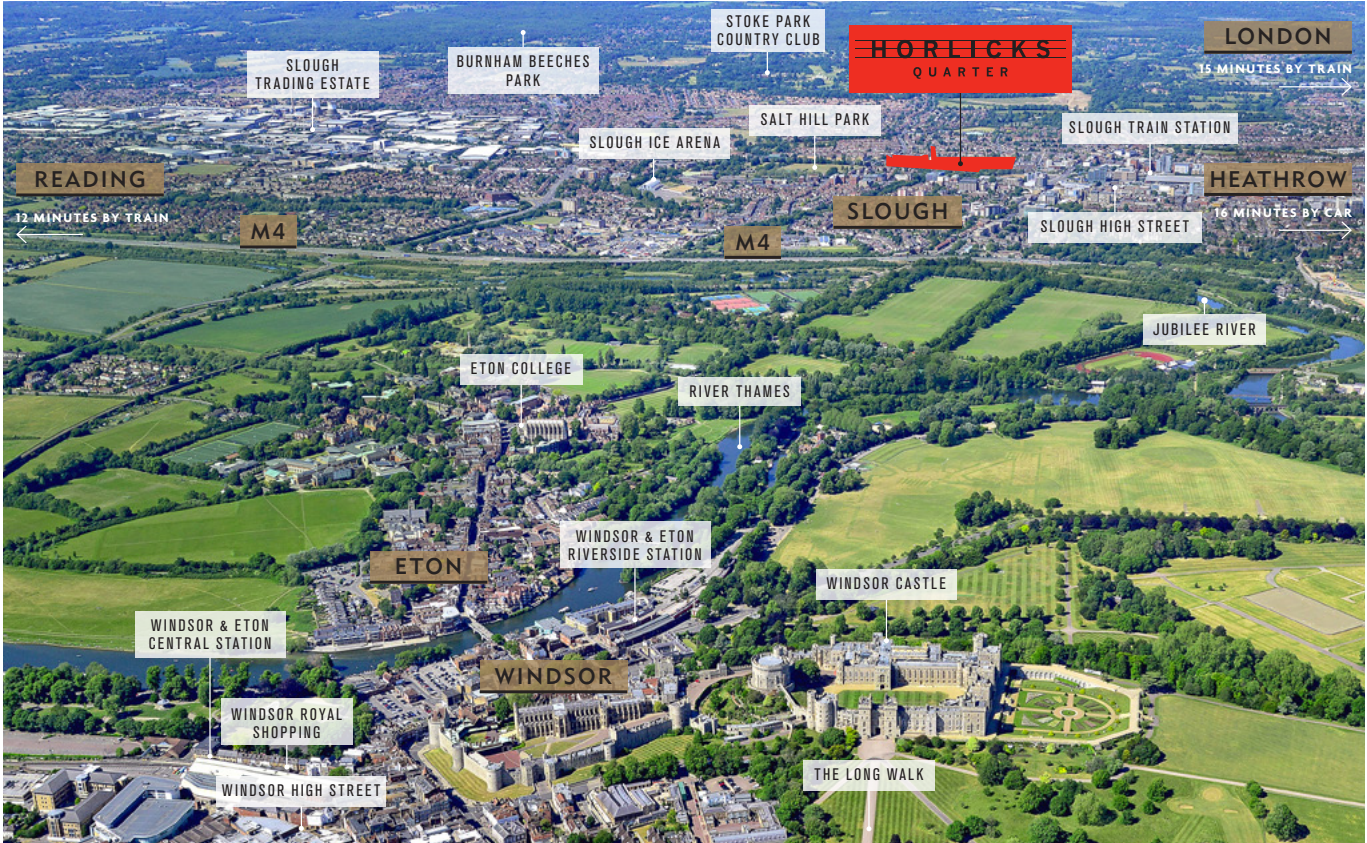 STOKE PARK
COUNTRY CLUB
HORLICKS
QUARTER
LONDON
15 MINUTES BY TRAIN
SLOUGH
TRADING ESTATE
BURNHAM BEECHES
PARK
SALT HILL PARK
SLOUGH TRAIN STATION
SLOUGH ICE ARENA
READING
12 MINUTES BY TRAIN
HEATHROW
16 MINUTES BY CAR
SLOUGH
SLOUGH HIGH STREET
M4
M4
JUBILEE RIVER
ETON COLLEGE
RIVER THAMES
WINDSOR & ETON
RIVERSIDE STATION
ETON
WINDSOR CASTLE
WINDSOR & ETON
CENTRAL STATION
WINDSOR
WINDSOR ROYAL
SHOPPING
THE LONG WALK
WINDSOR HIGH STREET